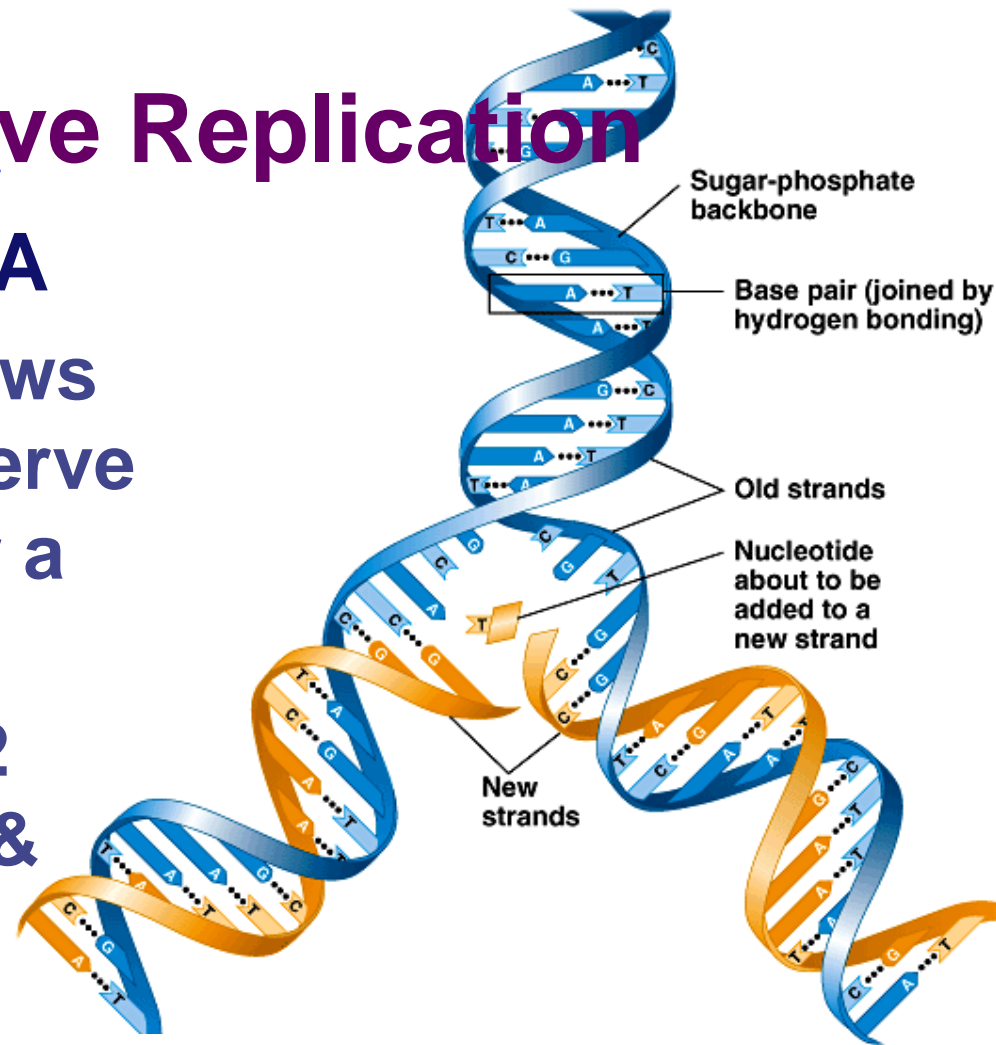 ve Replication
A
ws
erve
a
2
&
Sugar-phosphate
backbone
Base pair (joined by
hydrogen bonding)
Old strands
Nucleotide
about to be
added to a
new strand
New
strands
C
A T
C
G
T A
C G
A T
A T
G C
A T
A T
T A
C G
C
G
C
G
T
A
T
C G
C G
G
C
G
C
T A
C G
A T
A T
T A
C G
A T
A T
G C
T A
A T
A T
G C
C G
A T
G C
A T
A T
T A
C G
A T